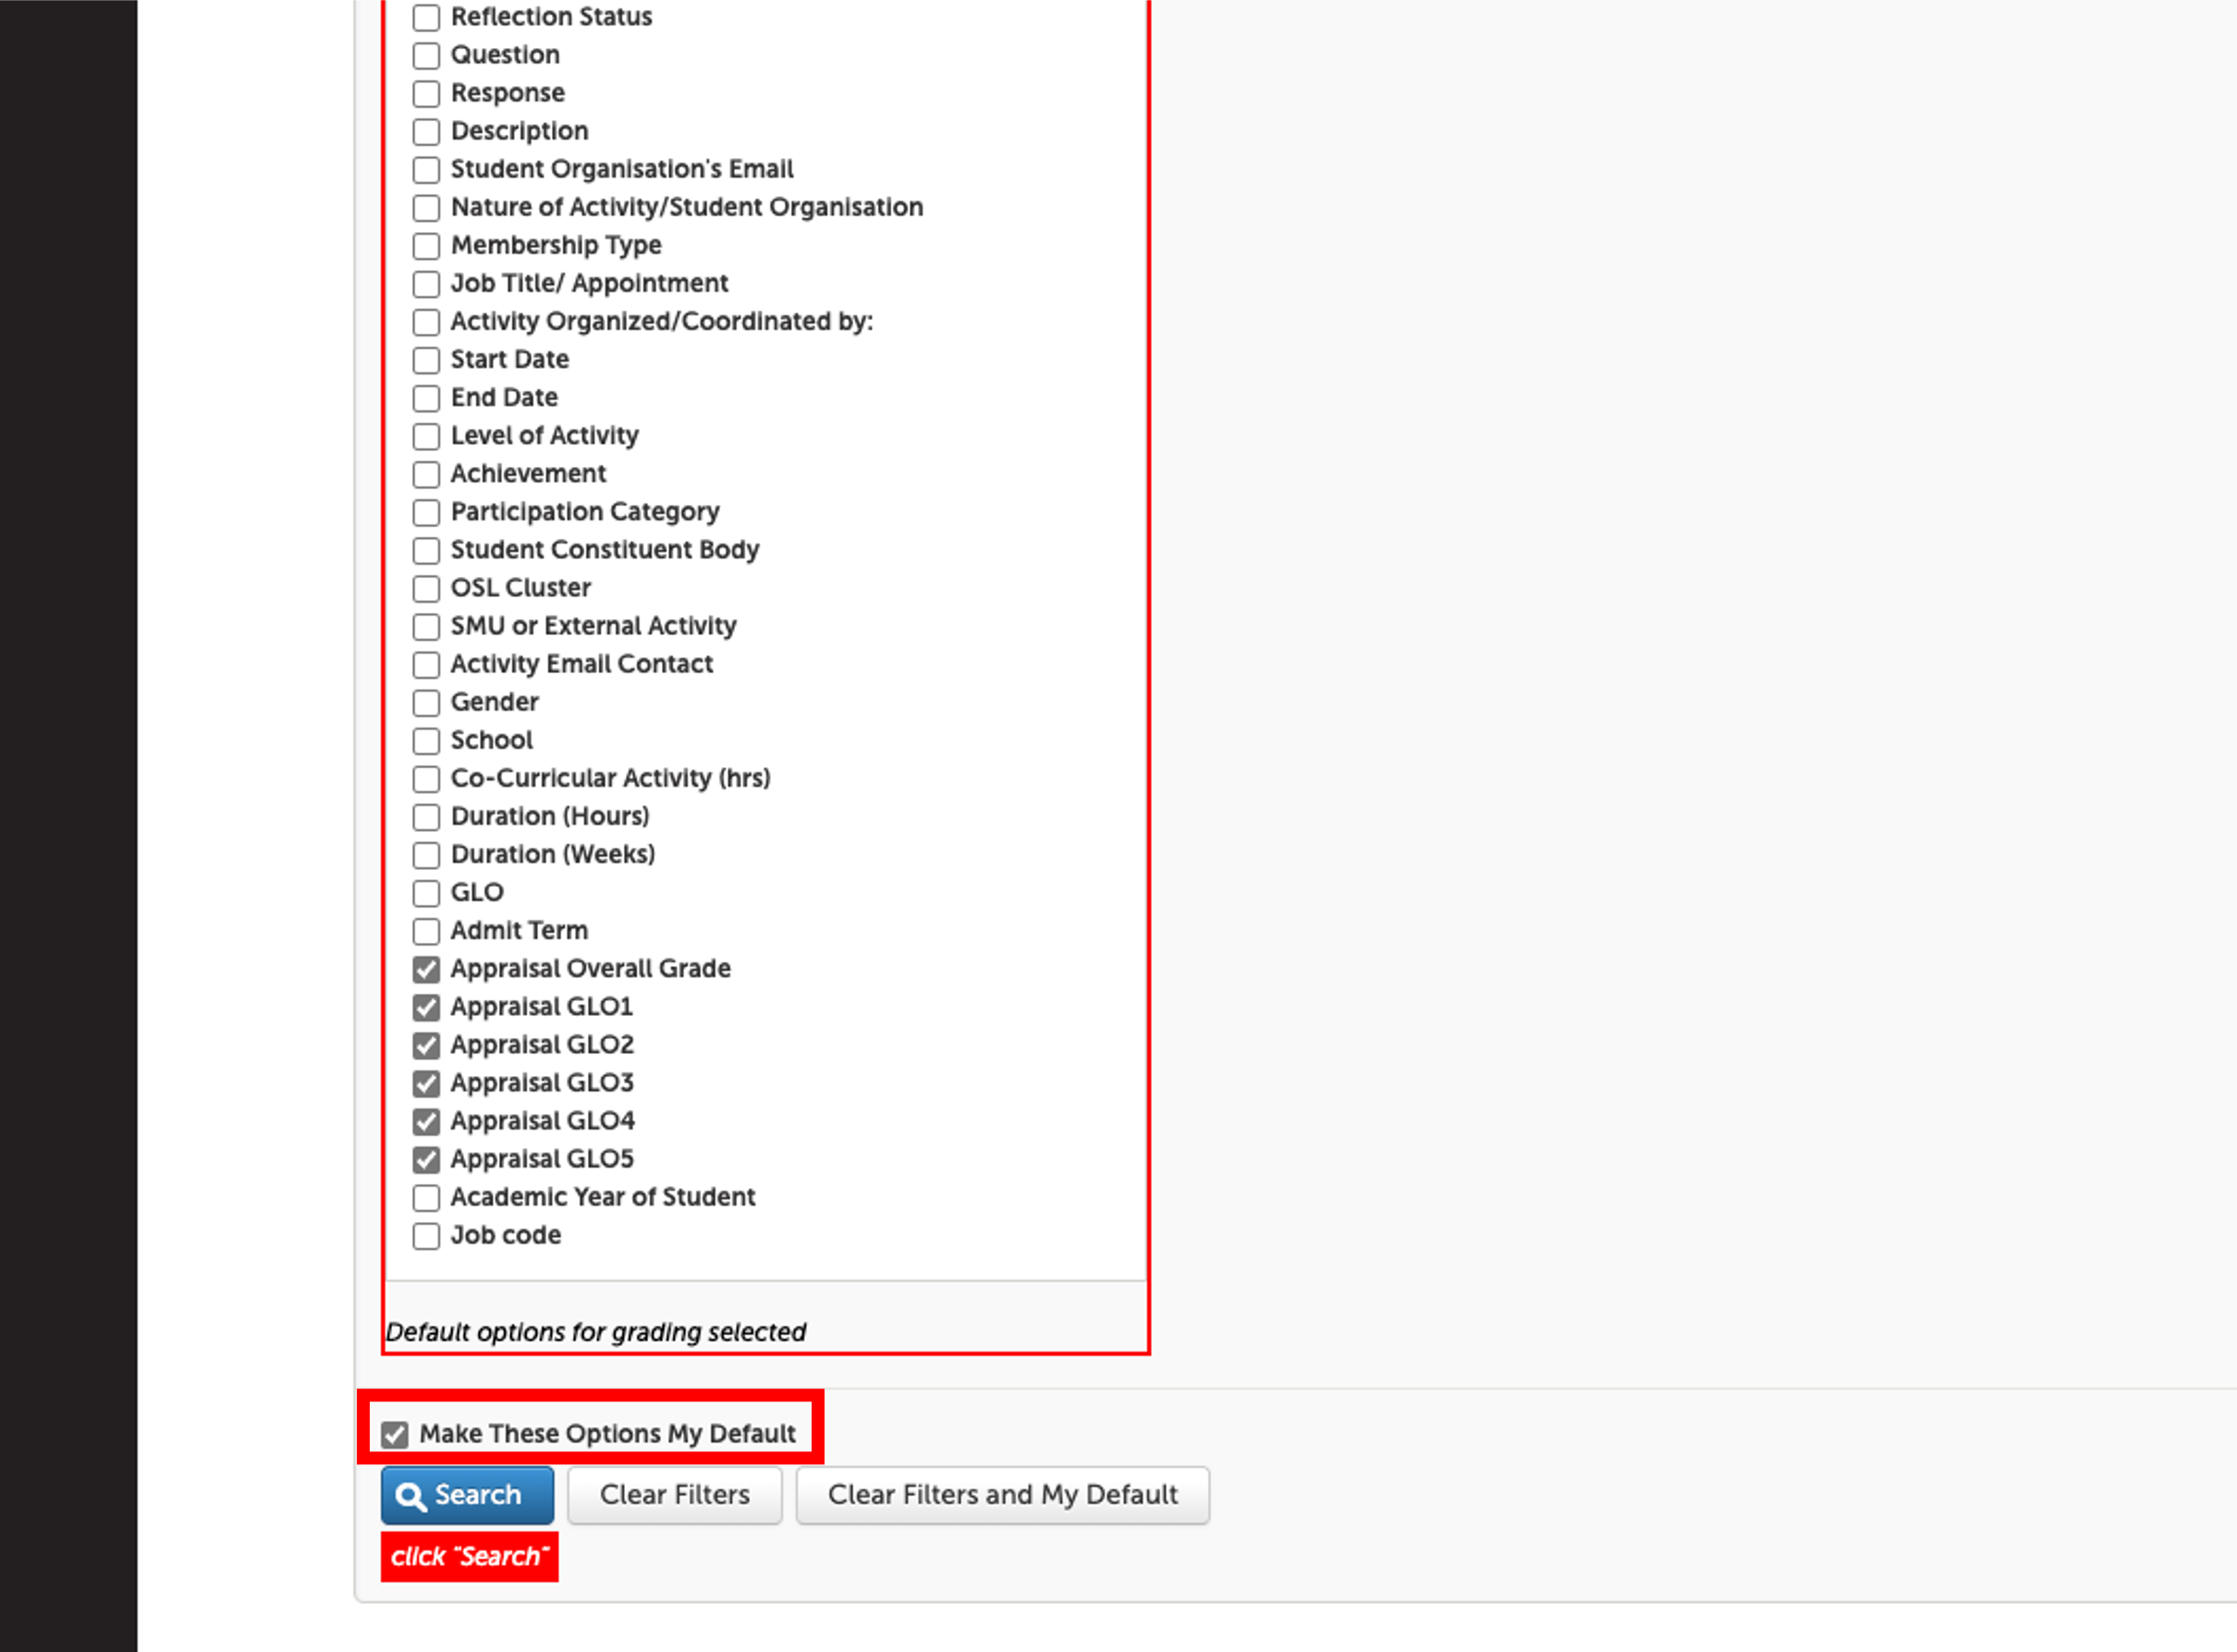 Reflection Status
Question
Response
Description
Student Organisation's Email
Nature of Activity/Student Organisation
Membership Type
Job Title/ Appointment
Activity Organized/Coordinated by:
Start Date
End Date
Level of Activity
Achievement
Participation Category
Student Constituent Body
OSL Cluster
SMU or External Activity
Activity Email Contact
Gender
School
Co-Curricular Activity (hrs)
Duration (Hours)
Duration (Weeks)
GLO
Admit Term
Appraisal Overall Grade
Appraisal GLO1
Appraisal GLO2
Appraisal GLO3
Appraisal GLO4
Appraisal GLO5
Academic Year of Student
Job code
Default options for grading selected
Make These Options My Default
Search Clear Filters Clear Filters and My Default
click "Search"